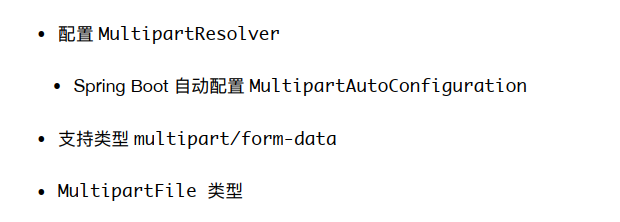 • 配置 MultipartResolver
• Spring Boot 自动配置 MultipartAutoConfiguration
• 支持类型 multipart/form-data
• MultipartFile 类型